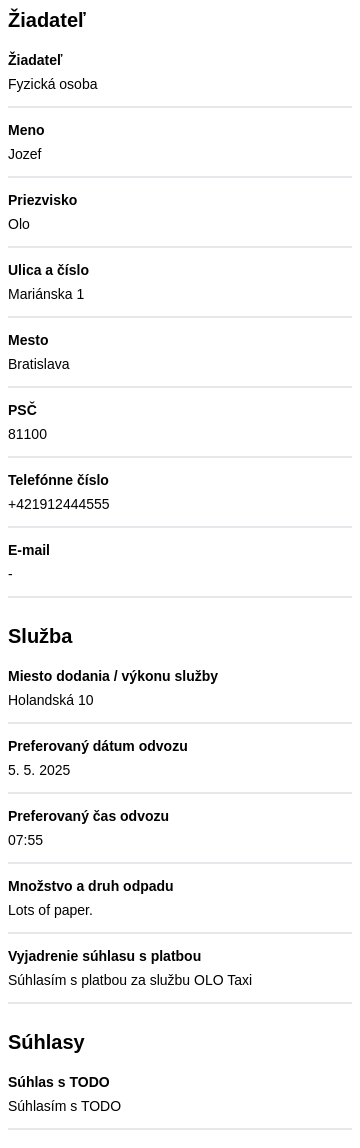 Žiadateľ
Žiadateľ
Fyzická osoba
Meno
Jozef
Priezvisko
Olo
Ulica a číslo
Mariánska 1
Mesto
Bratislava
PSČ
81100
Telefónne číslo
+421912444555
E-mail
-
Služba
Miesto dodania / výkonu služby
Holandská 10
Preferovaný dátum odvozu
5. 5. 2025
Preferovaný čas odvozu
07:55
Množstvo a druh odpadu
Lots of paper.
Vyjadrenie súhlasu s platbou
Súhlasím s platbou za službu OLO Taxi
Súhlasy
Súhlas s TODO
Súhlasím s TODO